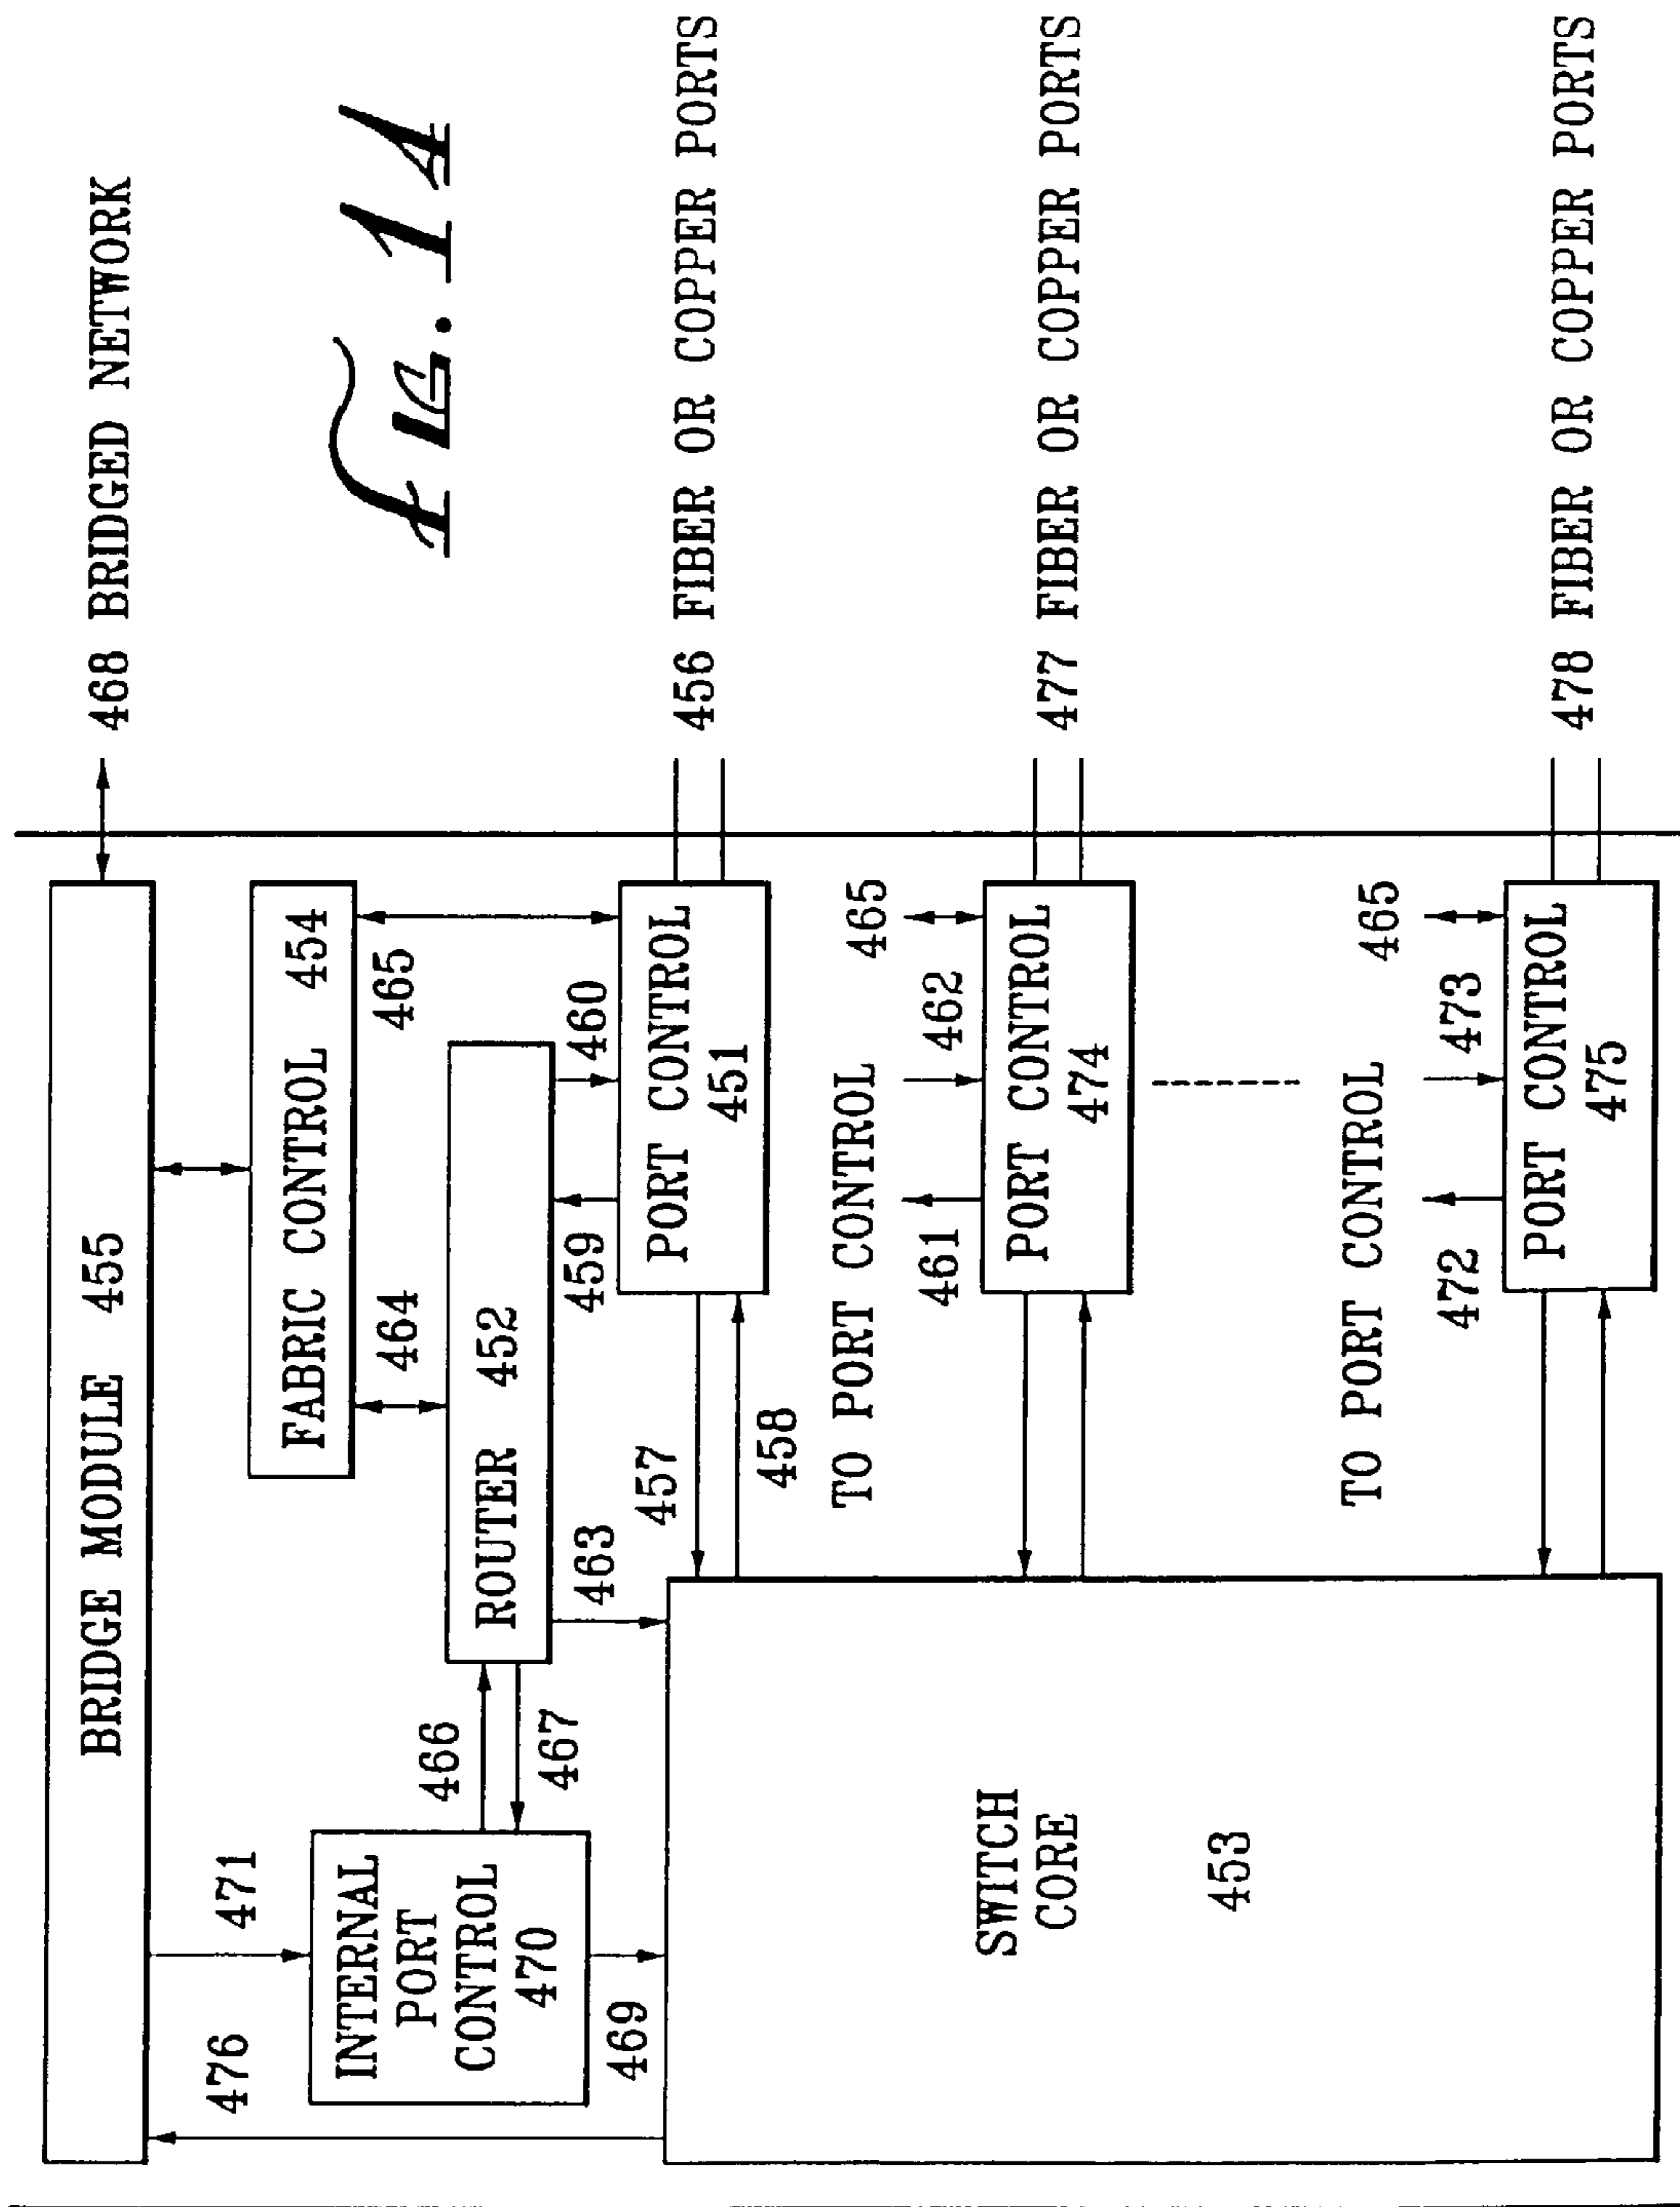 468 BRIDGED NETWORK
FIG. 1A
BRIDGE MODULE 455
476
471
FABRIC CONTROL 454
464
465
INTERNAL
PORT
CONTROL
470
466
467
ROUTER 452
469
463
459
460
PORT CONTROL
451
456 FIBER OR COPPER PORTS
457
458
TO PORT CONTROL
465
461
462
PORT CONTROL
474
477 FIBER OR COPPER PORTS
SWITCH
CORE
453
TO PORT CONTROL
465
472
473
PORT CONTROL
475
478 FIBER OR COPPER PORTS